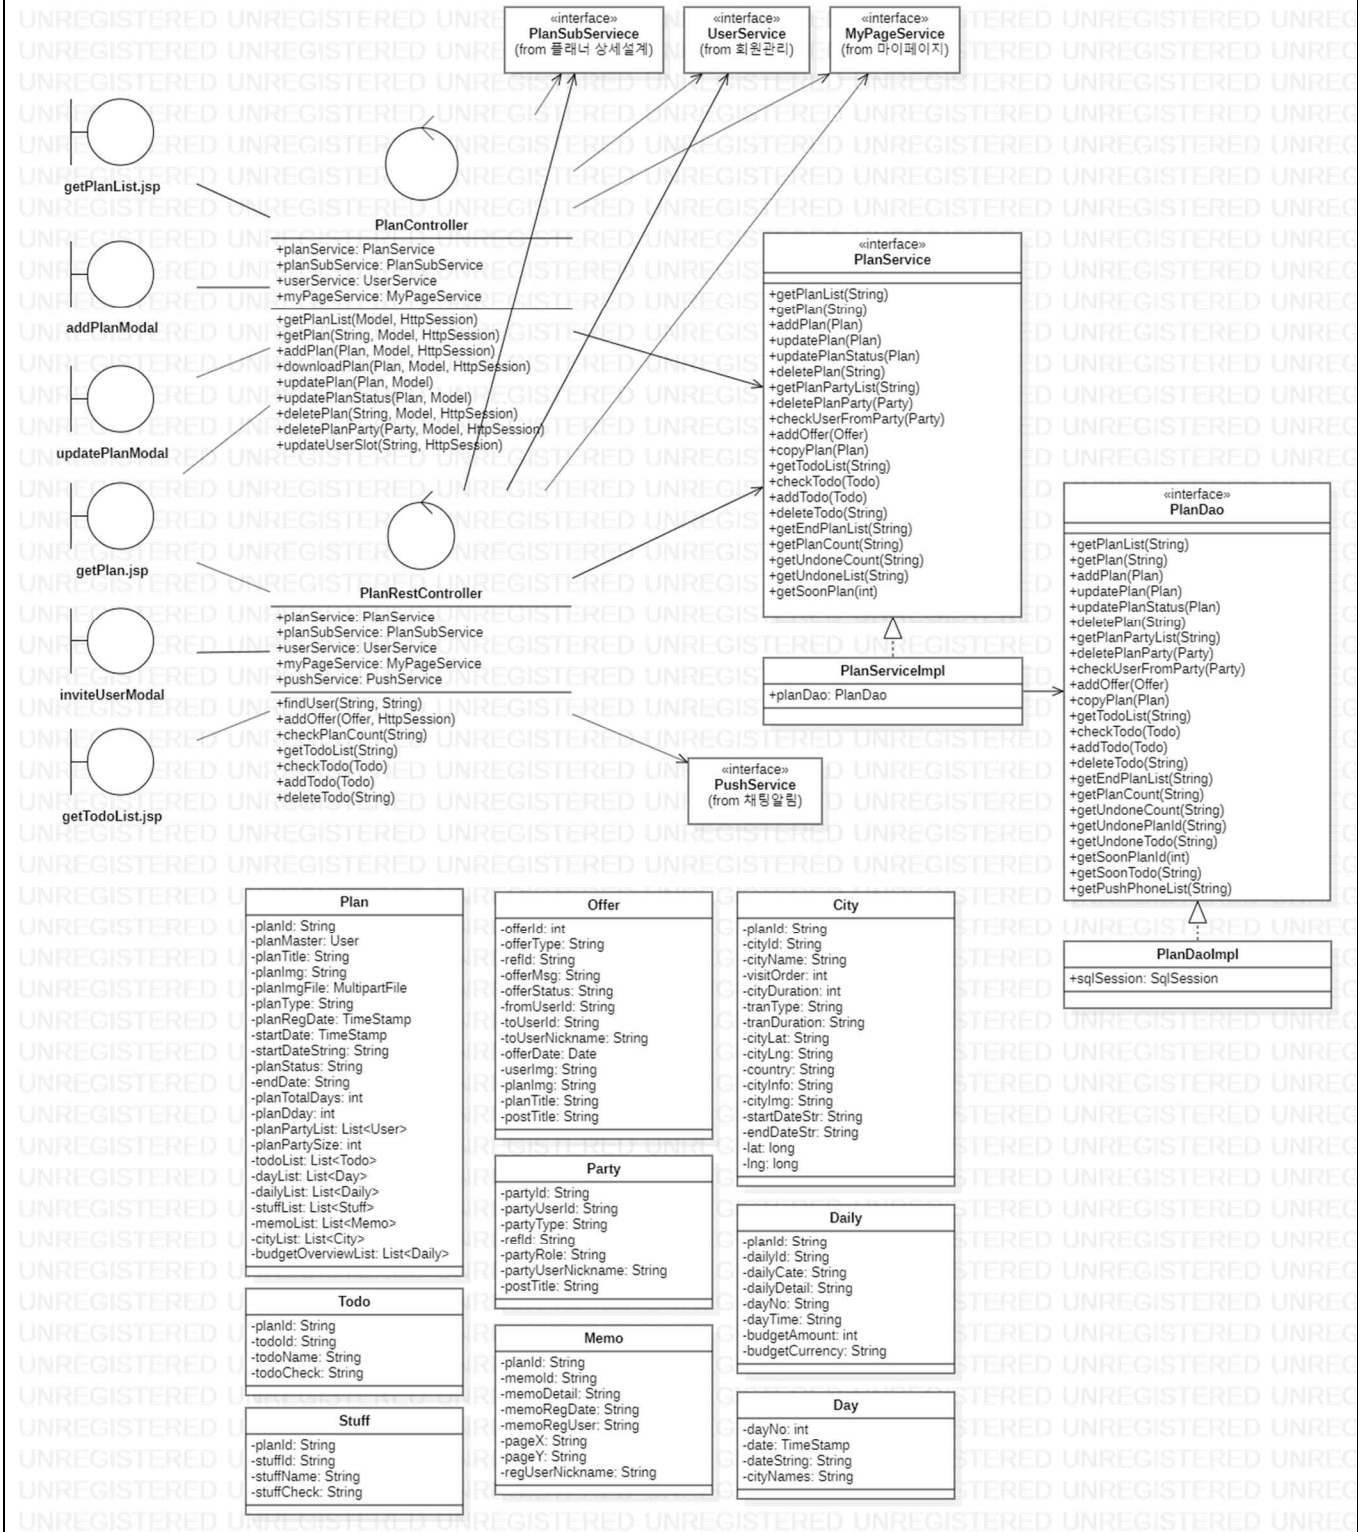 «interface»
PlanSubServiece
(from 플래너 상세설계)
«interface»
UserService
(from 회원관리)
«interface»
MyPageService
(from 마이페이지)
getPlanList.jsp
addPlanModal
updatePlanModal
getPlan.jsp
inviteUserModal
getTodoList.jsp
PlanController
+planService: PlanService
+planSubService: PlanSubService
+userService: UserService
+myPageService: MyPageService
+getPlanList(Model, HttpSession)
+getPlan(String, Model, HttpSession)
+addPlan(Plan, Model, HttpSession)
+downloadPlan(Plan, Model, HttpSession)
+updatePlan(Plan, Model)
+updatePlanStatus(Plan, Model)
+deletePlan(String, Model, HttpSession)
+deletePlanParty(Party, Model, HttpSession)
+updateUserSlot(String, HttpSession)
PlanRestController
+planService: PlanService
+planSubService: PlanSubService
+userService: UserService
+myPageService: MyPageService
+pushService: PushService
+findUser(String, String)
+addOffer(Offer, HttpSession)
+checkPlanCount(String)
+getTodoList(String)
+checkTodo(Todo)
+addTodo(Todo)
+deleteTodo(String)
«interface»
PlanService
+getPlanList(String)
+getPlan(String)
+addPlan(Plan)
+updatePlan(Plan)
+updatePlanStatus(Plan)
+deletePlan(String)
+getPlanPartyList(String)
+deletePlanParty(Party)
+checkUserFromParty(Party)
+addOffer(Offer)
+copyPlan(Plan)
+getTodoList(String)
+checkTodo(Todo)
+addTodo(Todo)
+deleteTodo(String)
+getEndPlanList(String)
+getPlanCount(String)
+getUndoneCount(String)
+getUndoneList(String)
+getSoonPlan(int)
PlanServiceImpl
+planDao: PlanDao
«interface»
PushService
(from 채팅알림)
«interface»
PlanDao
+getPlanList(String)
+getPlan(String)
+addPlan(Plan)
+updatePlan(Plan)
+updatePlanStatus(Plan)
+deletePlan(String)
+getPlanPartyList(String)
+deletePlanParty(Party)
+checkUserFromParty(Party)
+addOffer(Offer)
+copyPlan(Plan)
+getTodoList(String)
+checkTodo(Todo)
+addTodo(Todo)
+deleteTodo(String)
+getEndPlanList(String)
+getPlanCount(String)
+getUndoneCount(String)
+getUndonePlanId(String)
+getUndoneTodo(String)
+getSoonPlanId(int)
+getSoonTodo(String)
+getPushPhoneList(String)
PlanDaoImpl
+sqlSession: SqlSession
Plan
-planId: String
-planMaster: User
-planTitle: String
-planImg: String
-planImgFile: MultipartFile
-planType: String
-planRegDate: TimeStamp
-startDate: TimeStamp
-startDateString: String
-planStatus: String
-endDate: String
-planTotalDays: int
-planDday: int
-planPartyList: List<User>
-planPartySize: int
-todoList: List<Todo>
-dayList: List<Day>
-dailyList: List<Daily>
-stuffList: List<Stuff>
-memoList: List<Memo>
-cityList: List<City>
-budgetOverviewList: List<Daily>
Todo
-planId: String
-todoId: String
-todoName: String
-todoCheck: String
Stuff
-planId: String
-stuffId: String
-stuffName: String
-stuffCheck: String
Offer
-offerId: int
-offerType: String
-refId: String
-offerMsg: String
-offerStatus: String
-fromUserId: String
-toUserId: String
-toUserNickname: String
-offerDate: Date
-userImg: String
-planImg: String
-planTitle: String
-postTitle: String
Party
-partyId: String
-partyUserId: String
-partyType: String
-refId: String
-partyRole: String
-partyUserNickname: String
-postTitle: String
Memo
-planId: String
-memoId: String
-memoDetail: String
-memoRegDate: String
-memoRegUser: String
-pageX: String
-pageY: String
-regUserNickname: String
City
-planId: String
-cityId: String
-cityName: String
-visitOrder: int
-cityDuration: int
-tranType: String
-tranDuration: String
-cityLat: String
-cityLng: String
-country: String
-cityInfo: String
-cityImg: String
-startDateStr: String
-endDateStr: String
-lat: long
-lng: long
Daily
-planId: String
-dailyId: String
-dailyCate: String
-dailyDetail: String
-dayNo: String
-dayTime: String
-budgetAmount: int
-budgetCurrency: String
Day
-dayNo: int
-date: TimeStamp
-dateString: String
-cityNames: String